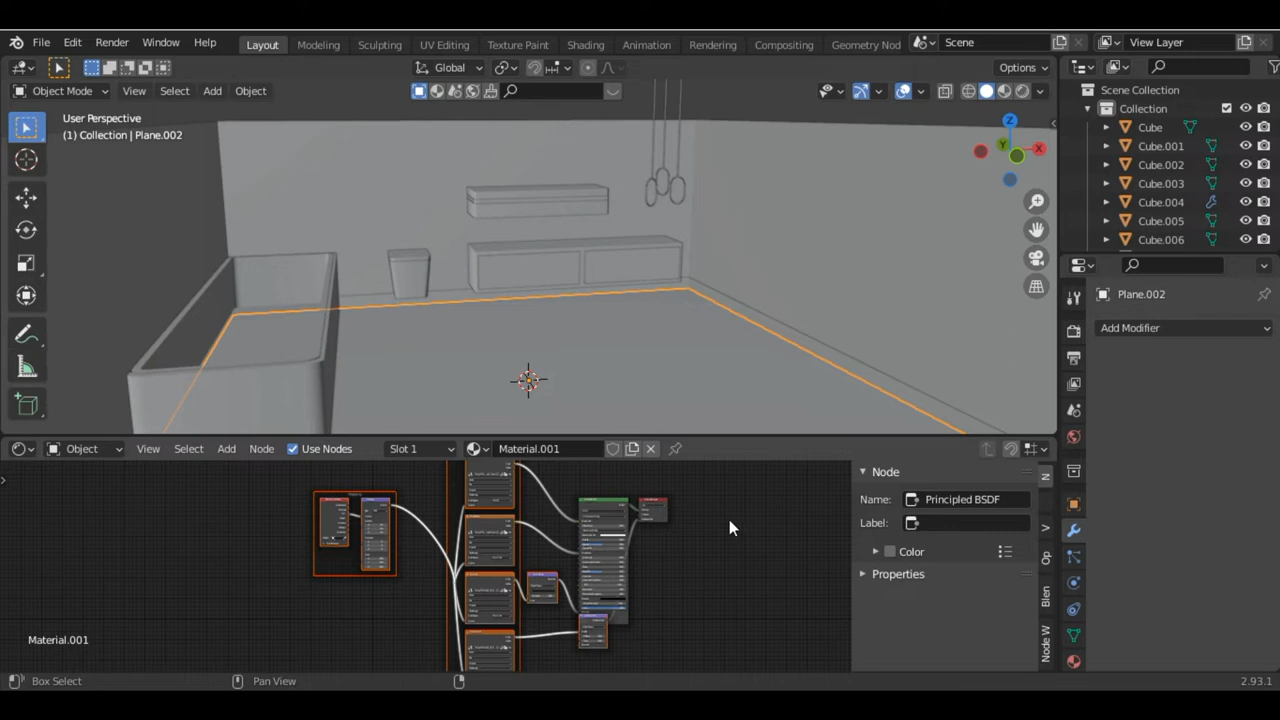 File Edit Render Window Help Layout Modeling Sculpting UV Editing Texture Paint Shading Animation Rendering Compositing Geometry Nod Scene View Layer
Global Options
Object Mode View Select Add Object
User Perspective
(1) Collection | Plane.002
Z
Y
X
Scene Collection
Collection
Cube
Cube.001
Cube.002
Cube.003
Cube.004
Cube.005
Cube.006
Plane.002
Add Modifier
Object View Select Add Node Use Nodes Slot 1 Material.001
Node
Name: Principled BSDF
Label:
Color
Properties
N
V
Op
Blen
Node W
Material.001
Box Select Pan View 2.93.1